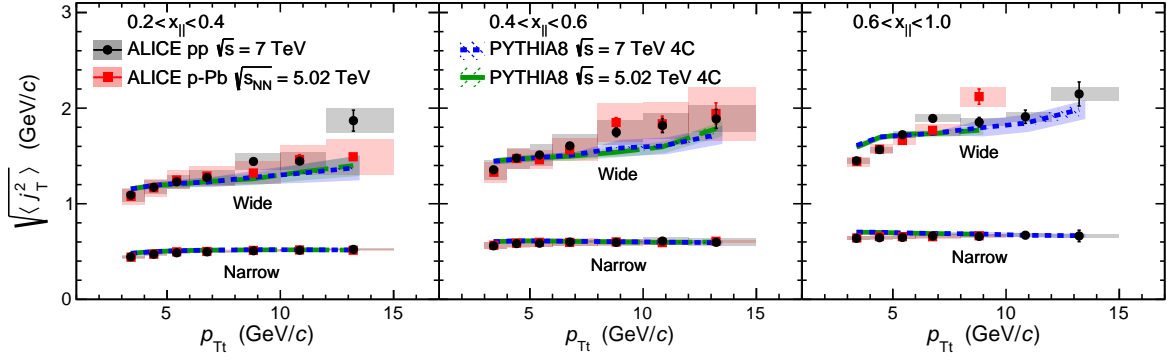 0.2<x||<0.4
ALICE pp √s = 7 TeV
ALICE p-Pb √sNN = 5.02 TeV
0.4<x||<0.6
PYTHIA8 √s = 7 TeV 4C
PYTHIA8 √s = 5.02 TeV 4C
0.6<x||<1.0
√⟨ jT2 ⟩ (GeV/c)
3
2
1
0
Wide
Narrow
Wide
Narrow
Wide
Narrow
5 10 15
5 10 15
5 10 15
pTt (GeV/c)
pTt (GeV/c)
pTt (GeV/c)